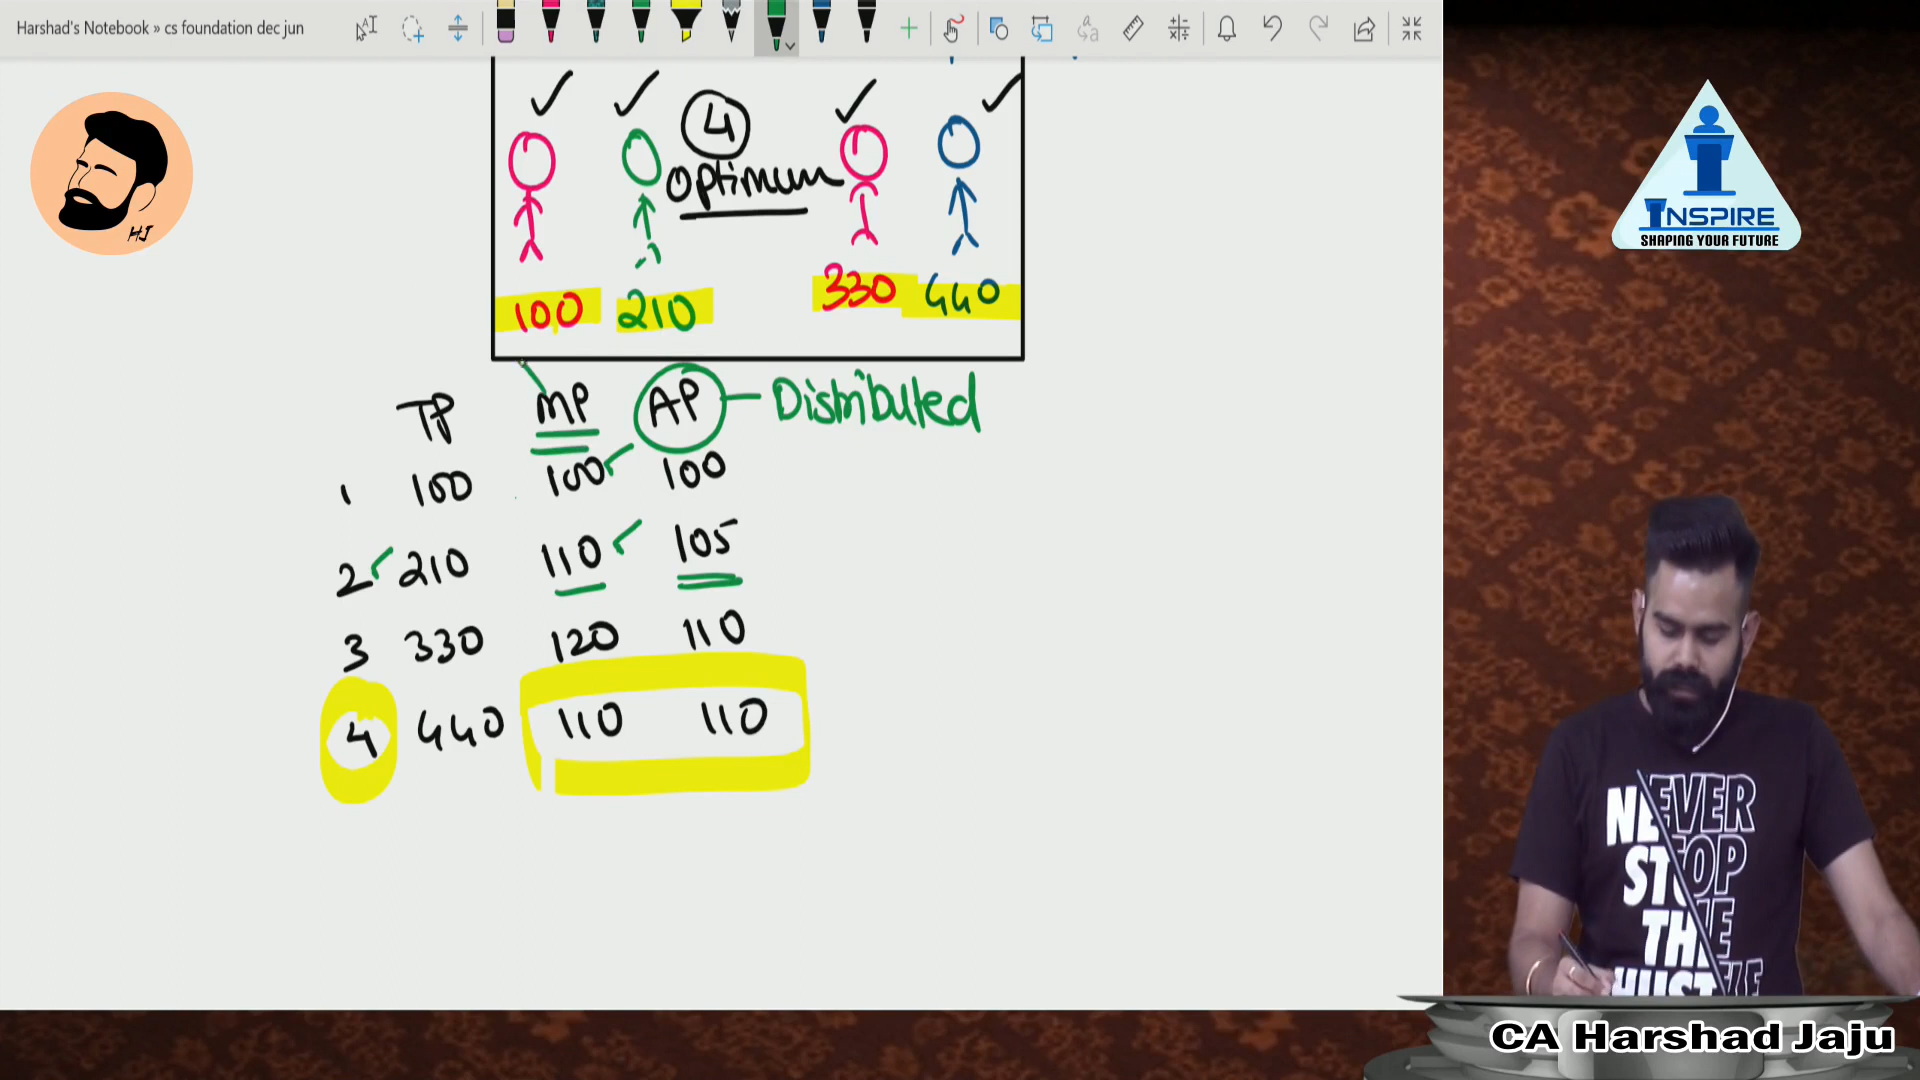 Harshad's Notebook » cs foundation dec jun
4
optimum
100 210 330 440
TP MP AP — Distributed
1 100 100 100
2 210 110 105
3 330 120 110
4 440 110 110
HJ
INSPIRE
SHAPING YOUR FUTURE
NEVER
STOP
THE
HUSTLE
CA Harshad Jaju